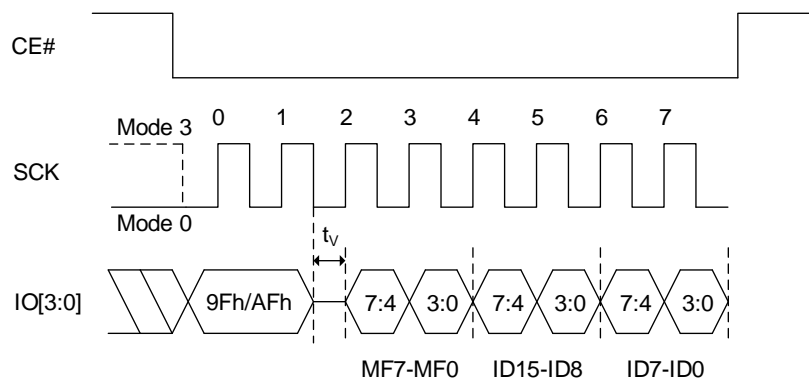 CE#
0 1 2 3 4 5 6 7
Mode 3
SCK
Mode 0
tV
IO[3:0] 9Fh/AFh 7:4 3:0 7:4 3:0 7:4 3:0
MF7-MF0 ID15-ID8 ID7-ID0